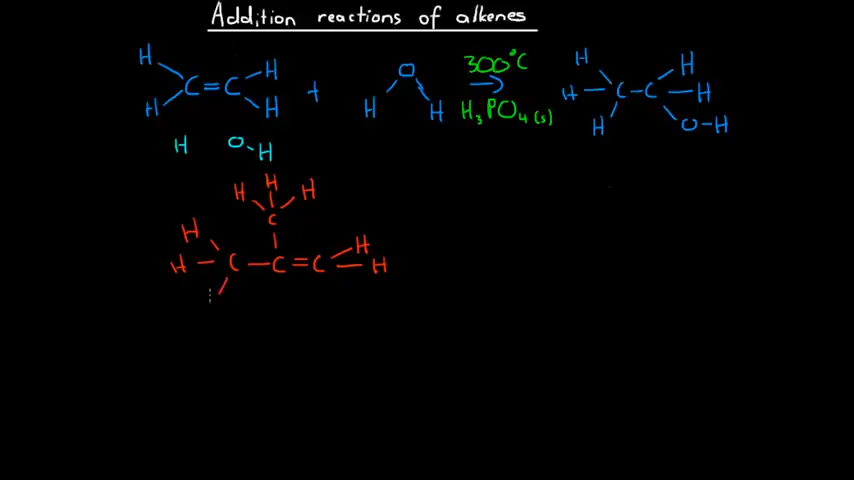 Addition reactions of alkenes
H H H
C = C + O 300°C → C - C H
H H H H H₃PO₄(s) H H O-H
H O-H
H H H
H C
H - C - C = C H
H